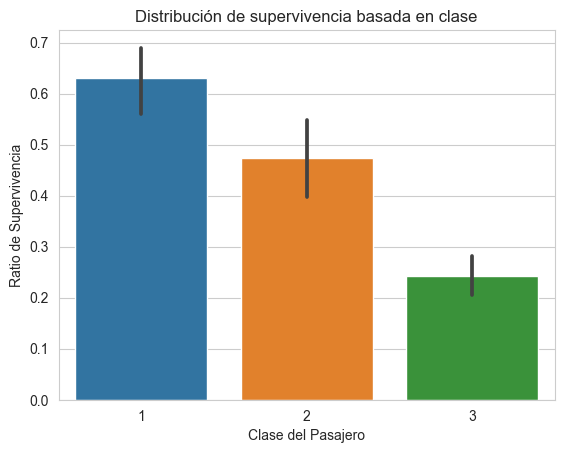 Distribución de supervivencia basada en clase
Ratio de Supervivencia
0.7
0.6
0.5
0.4
0.3
0.2
0.1
0.0
1 2 3
Clase del Pasajero